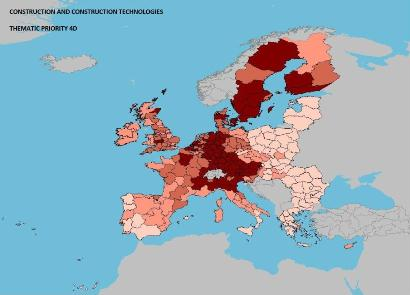 CONSTRUCTION AND CONSTRUCTION TECHNOLOGIES
THEMATIC PRIORITY 4D